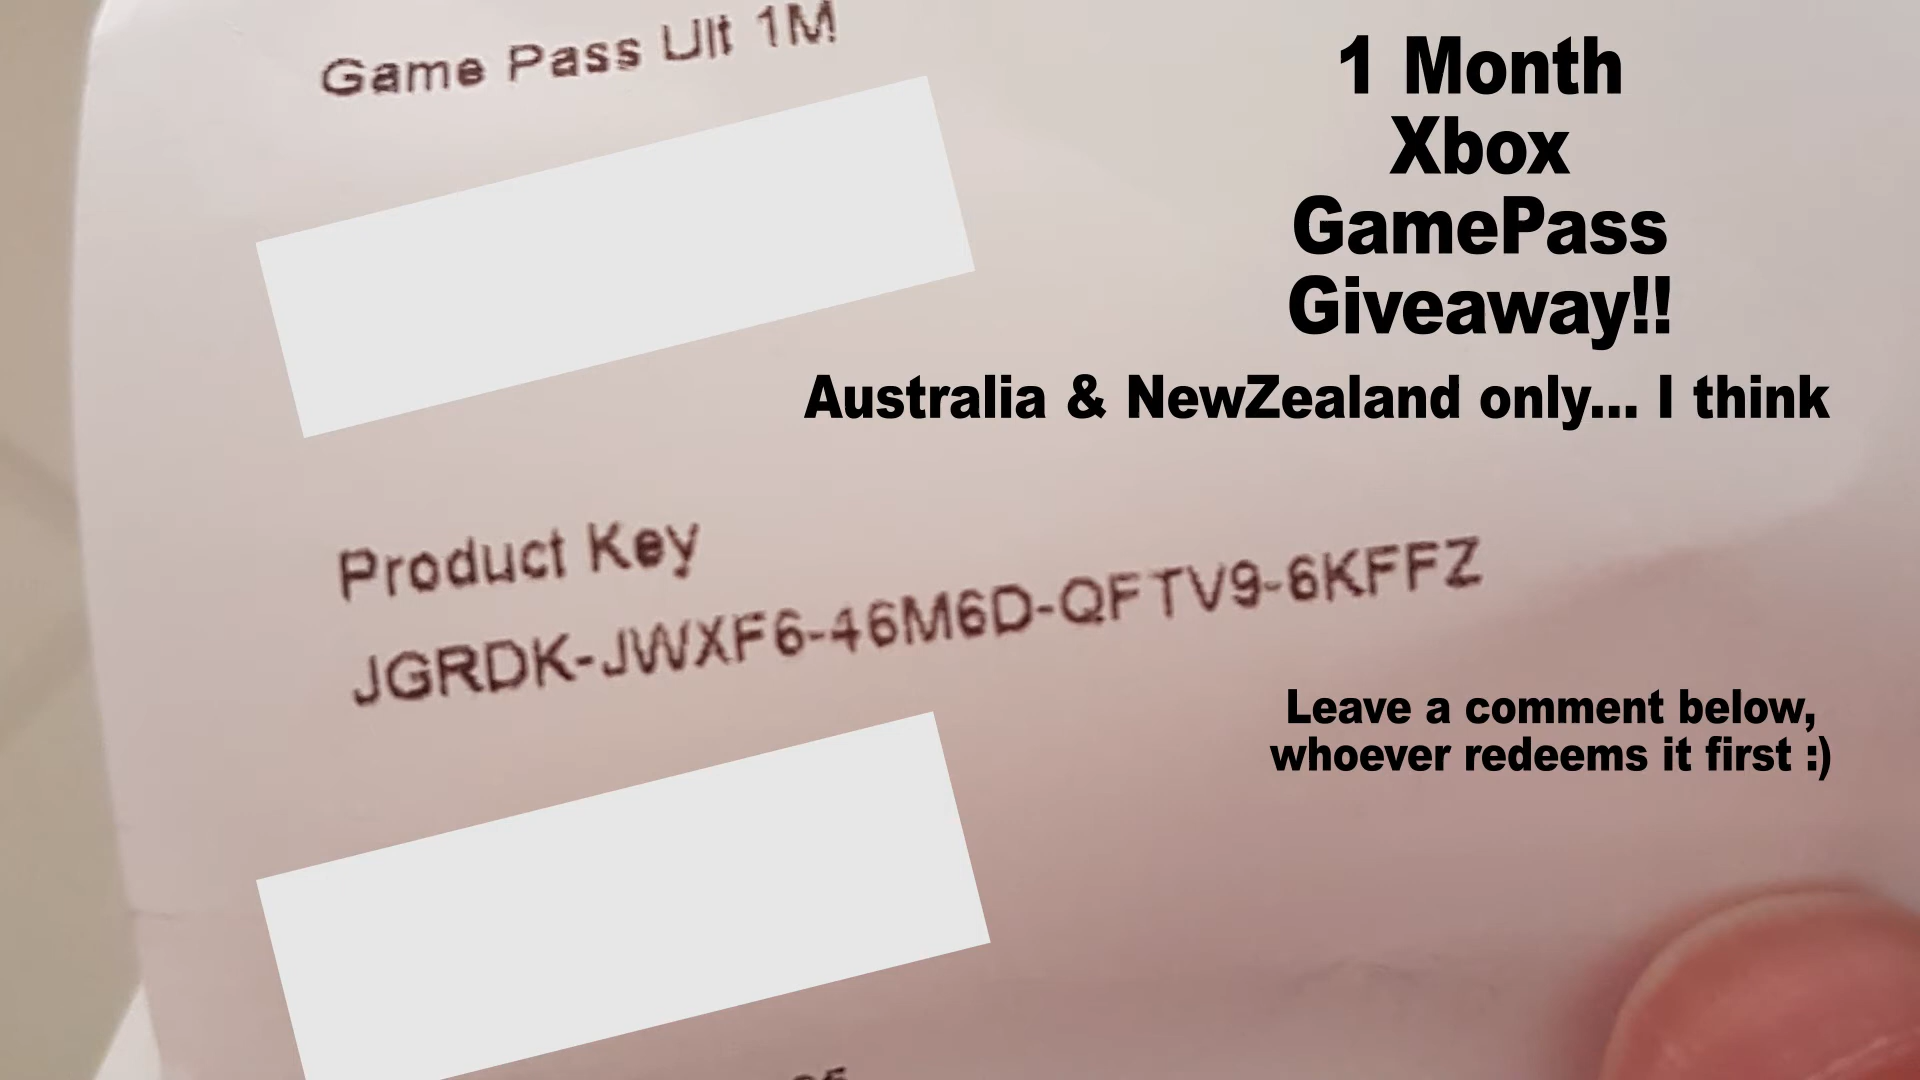 Game Pass Ult 1M
1 Month
Xbox
GamePass
Giveaway!!
Australia & NewZealand only... I think
Product Key
JGRDK-JWXF6-46M6D-QFTV9-6KFFZ
Leave a comment below,
whoever redeems it first :)